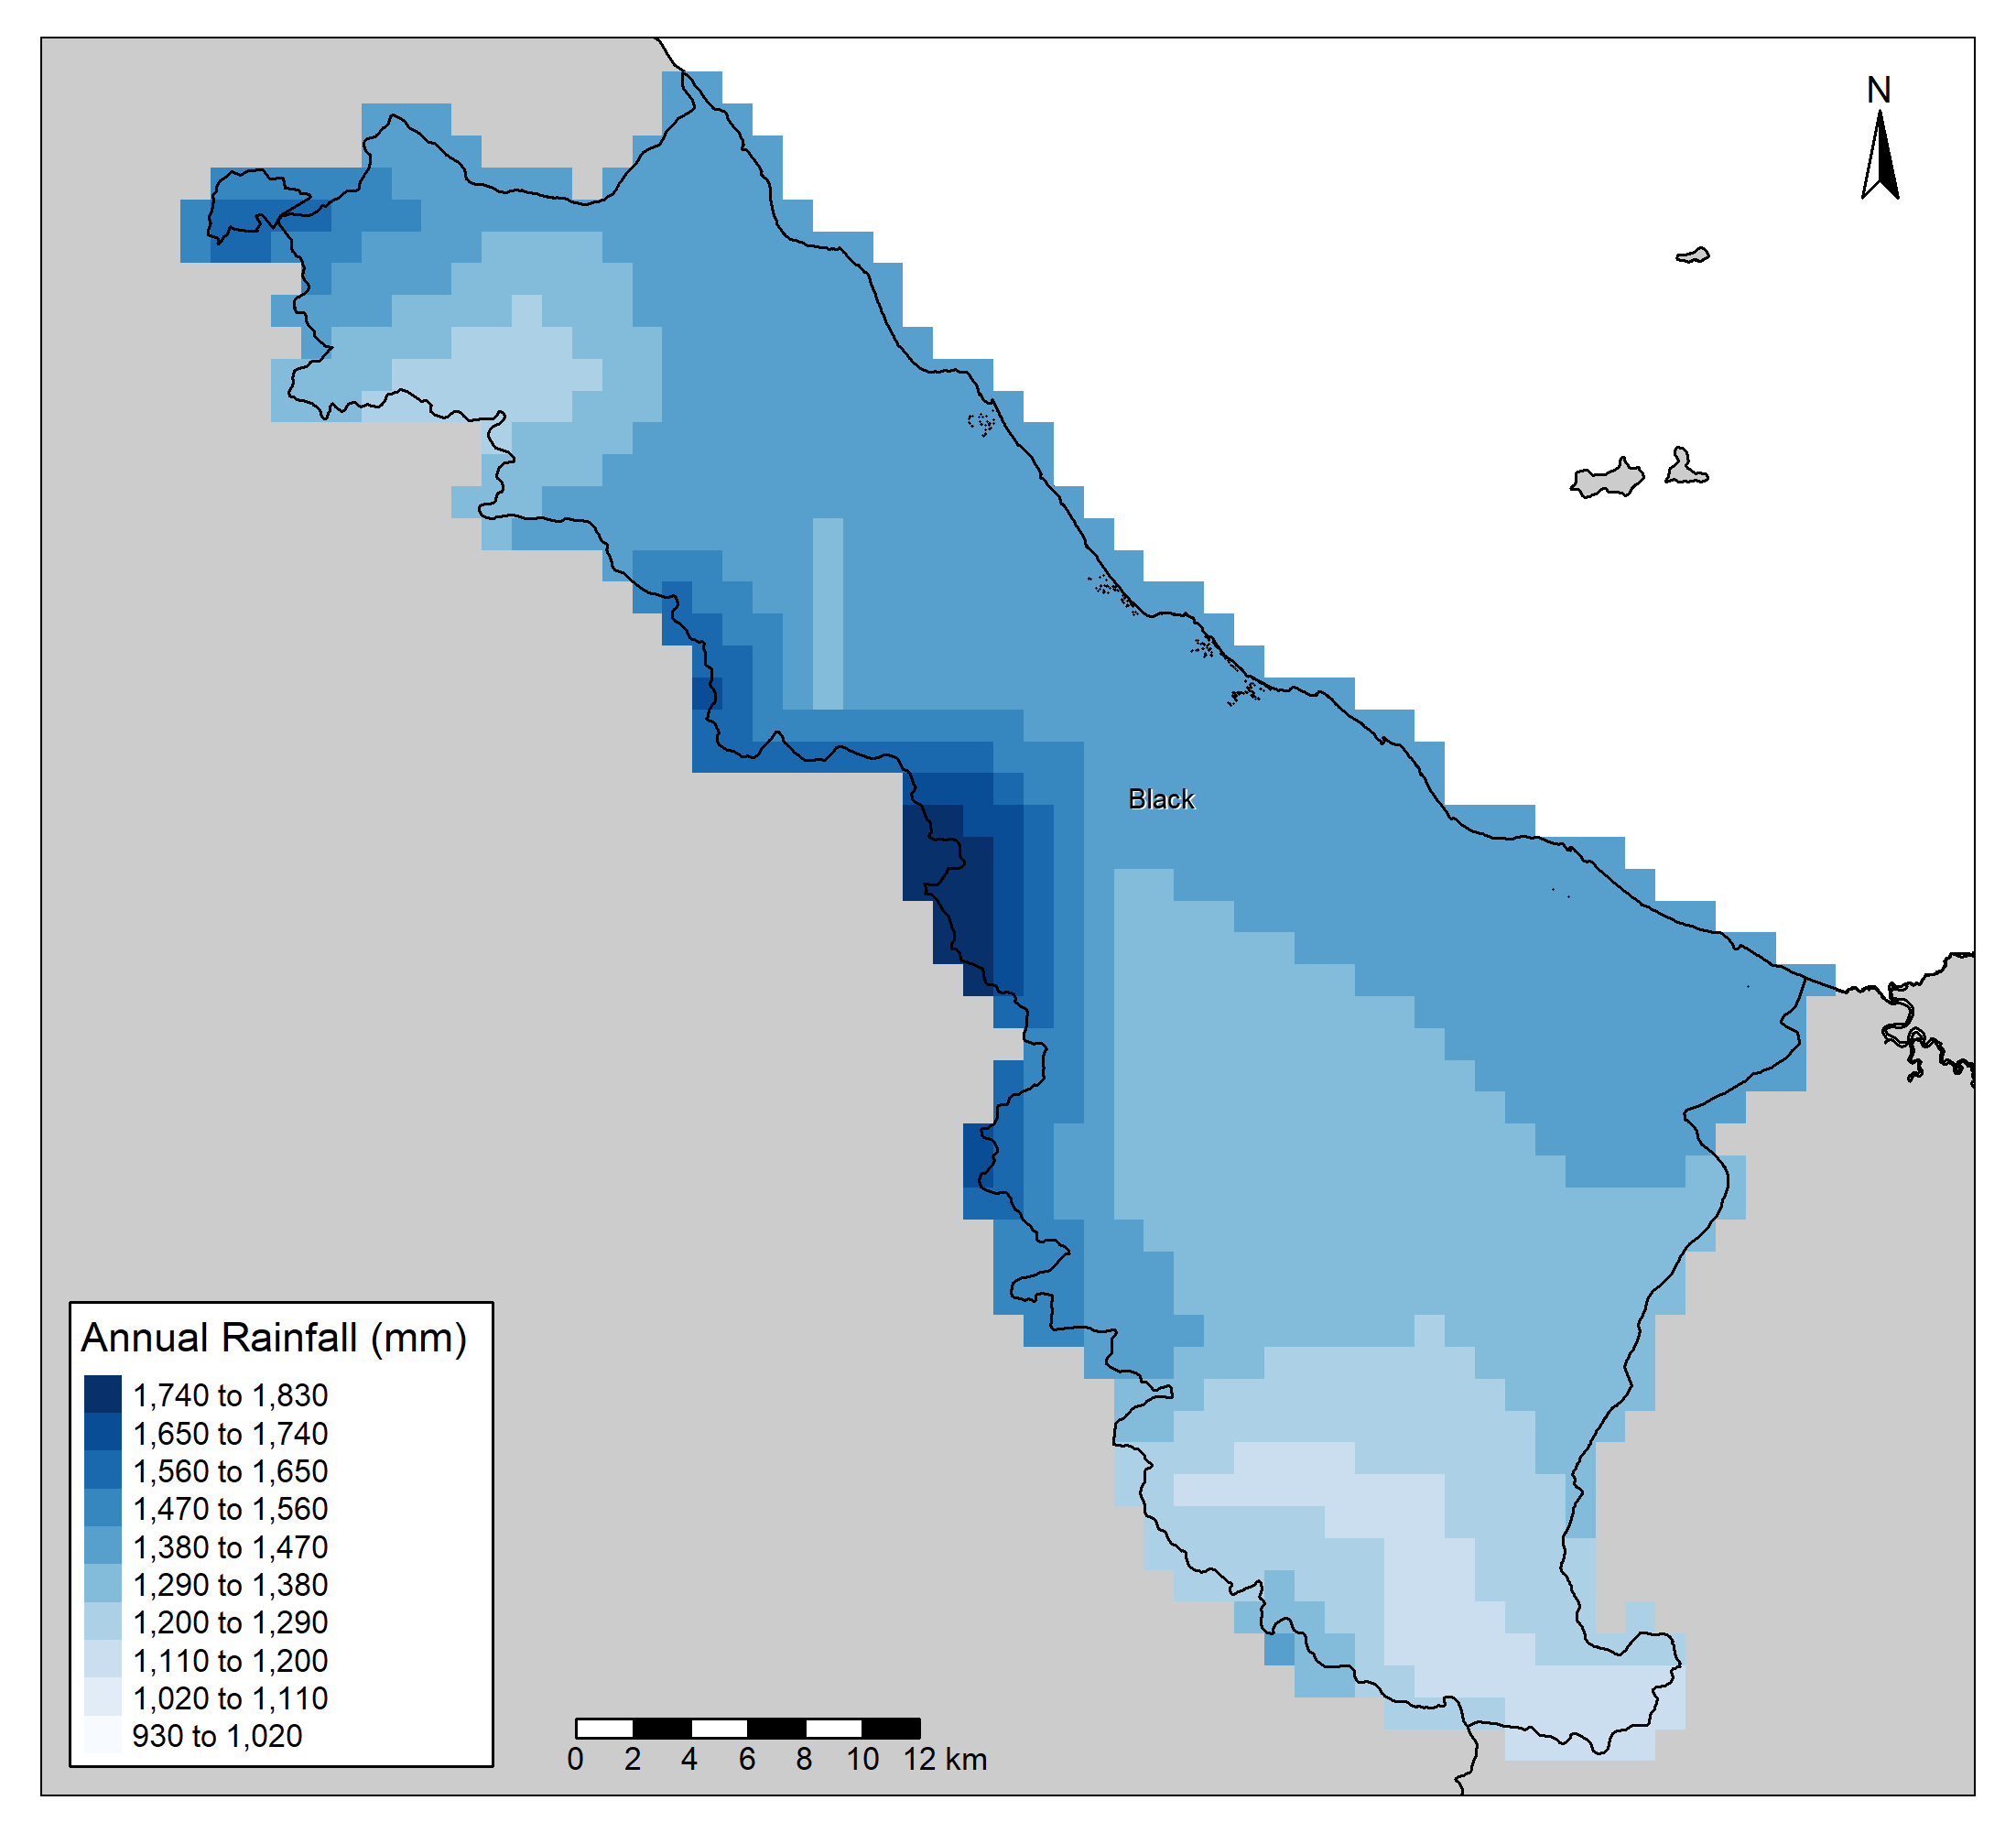 N
Black
Annual Rainfall (mm)
1,740 to 1,830
1,650 to 1,740
1,560 to 1,650
1,470 to 1,560
1,380 to 1,470
1,290 to 1,380
1,200 to 1,290
1,110 to 1,200
1,020 to 1,110
930 to 1,020
0 2 4 6 8 10 12 km